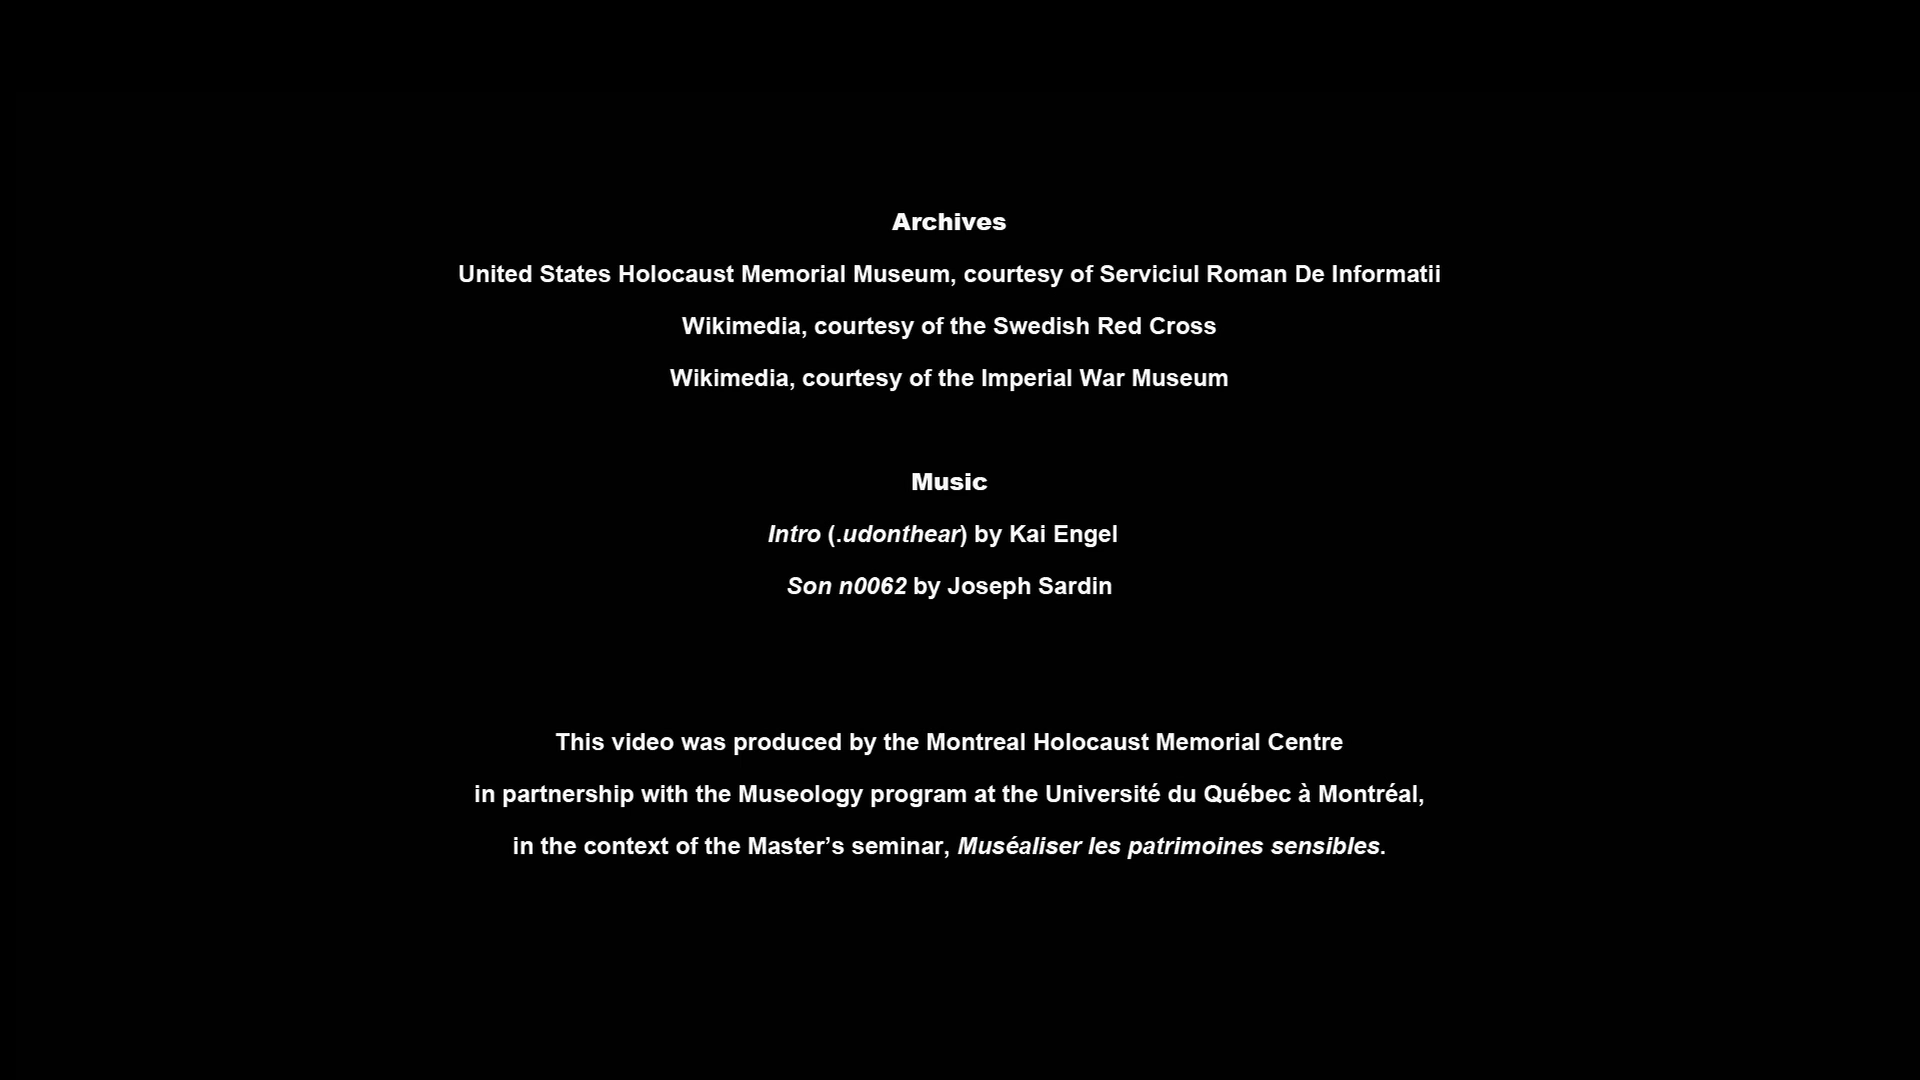 Archives
United States Holocaust Memorial Museum, courtesy of Serviciul Roman De Informatii
Wikimedia, courtesy of the Swedish Red Cross
Wikimedia, courtesy of the Imperial War Museum
Music
Intro (.udonthear) by Kai Engel
Son n0062 by Joseph Sardin
This video was produced by the Montreal Holocaust Memorial Centre
in partnership with the Museology program at the Université du Québec à Montréal,
in the context of the Master’s seminar, Muséaliser les patrimoines sensibles.